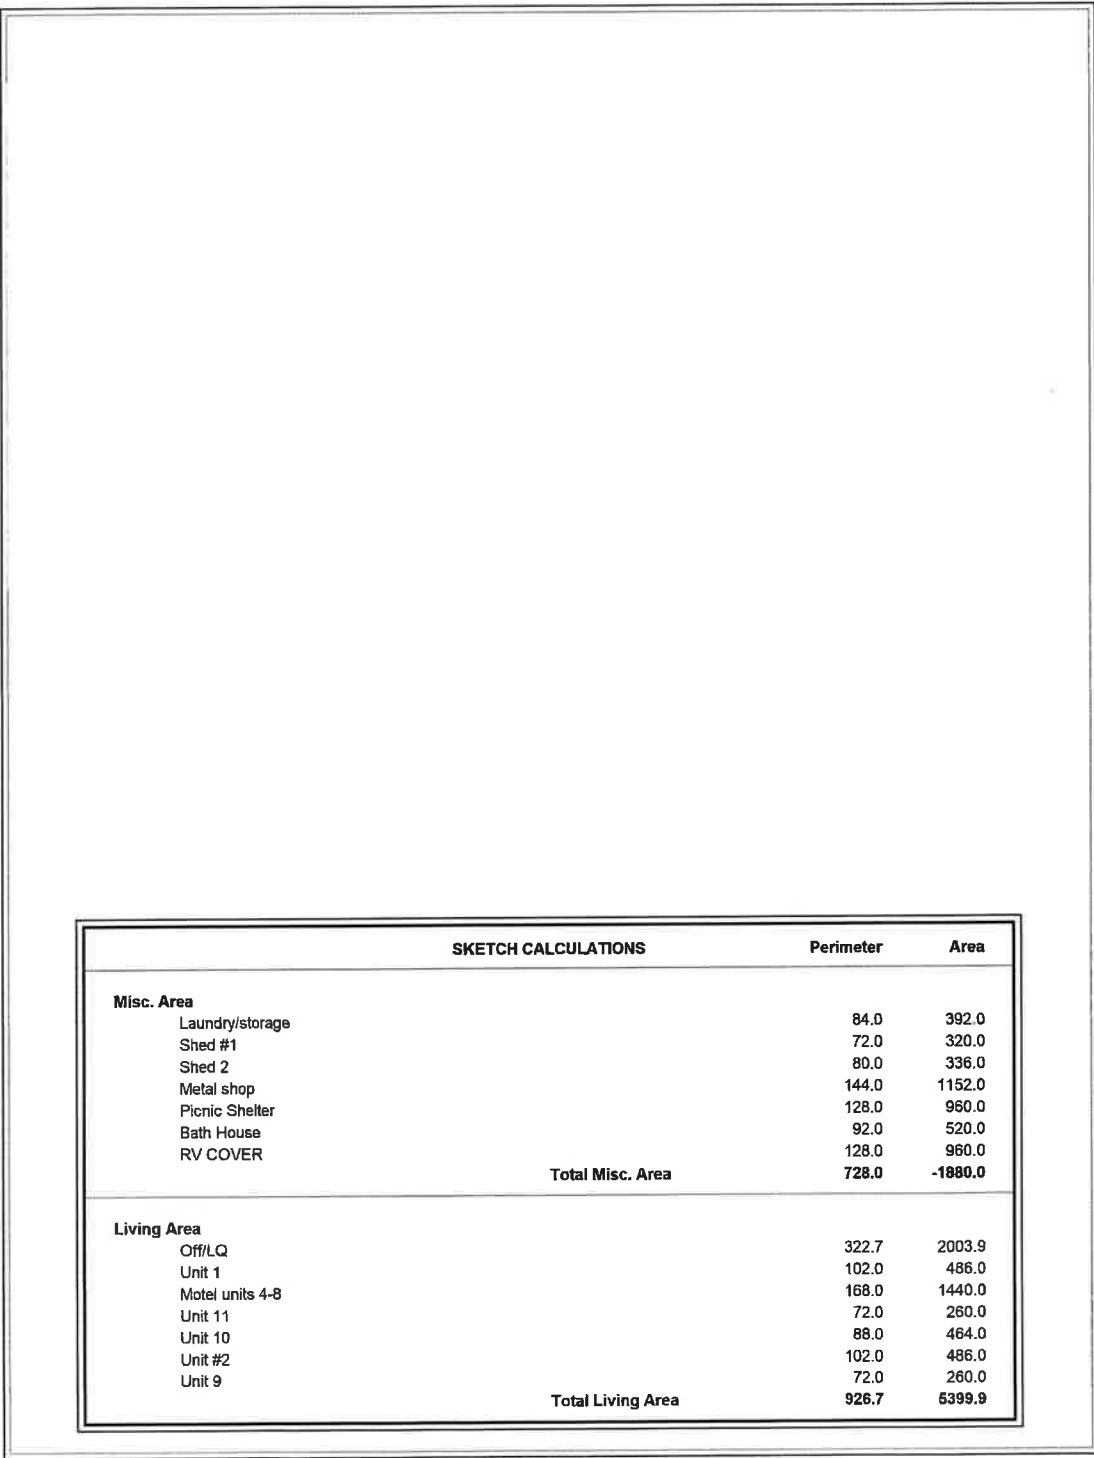 SKETCH CALCULATIONS Perimeter Area
Misc. Area
Laundry/storage 84.0 392.0
Shed #1 72.0 320.0
Shed 2 80.0 336.0
Metal shop 144.0 1152.0
Picnic Shelter 128.0 960.0
Bath House 92.0 520.0
RV COVER 128.0 960.0
Total Misc. Area 728.0 -1880.0
Living Area
Off/LQ 322.7 2003.9
Unit 1 102.0 486.0
Motel units 4-8 168.0 1440.0
Unit 11 72.0 260.0
Unit 10 88.0 464.0
Unit #2 102.0 486.0
Unit 9 72.0 260.0
Total Living Area 926.7 5399.9